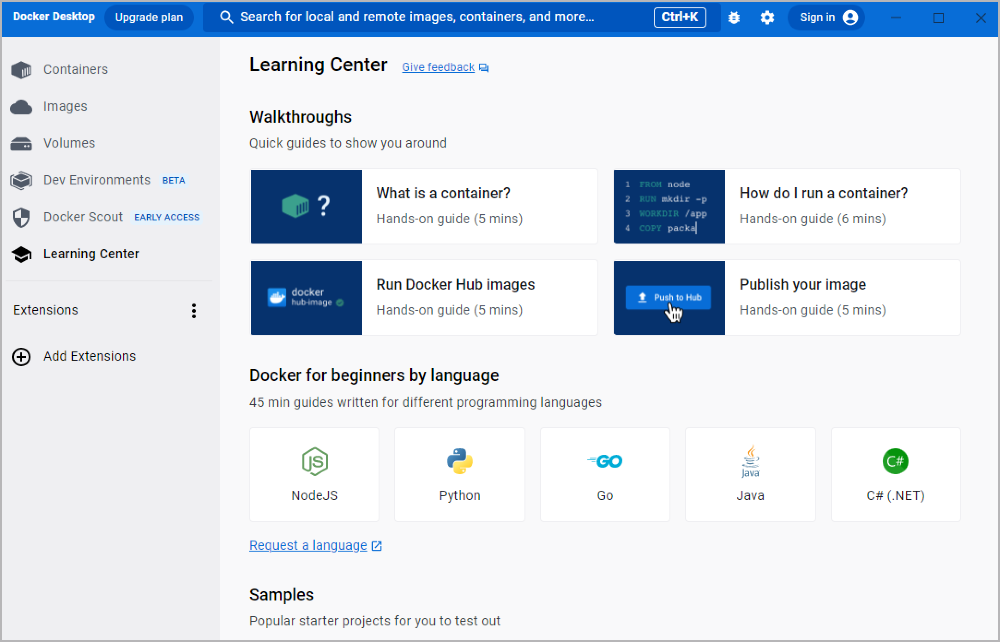 Docker Desktop
Upgrade plan
Search for local and remote images, containers, and more...
Ctrl+K
Sign in
Containers
Images
Volumes
Dev Environments BETA
Docker Scout EARLY ACCESS
Learning Center
Extensions
Add Extensions
Learning Center Give feedback
Walkthroughs
Quick guides to show you around
?
What is a container?
Hands-on guide (5 mins)
1 FROM node
2 RUN mkdir -p
3 WORKDIR /app
4 COPY packa
How do I run a container?
Hands-on guide (6 mins)
docker
hub-image
Run Docker Hub images
Hands-on guide (5 mins)
Push to Hub
Publish your image
Hands-on guide (5 mins)
Docker for beginners by language
45 min guides written for different programming languages
JS
NodeJS
Python
GO
Go
Java
Java
C#
C# (.NET)
Request a language
Samples
Popular starter projects for you to test out